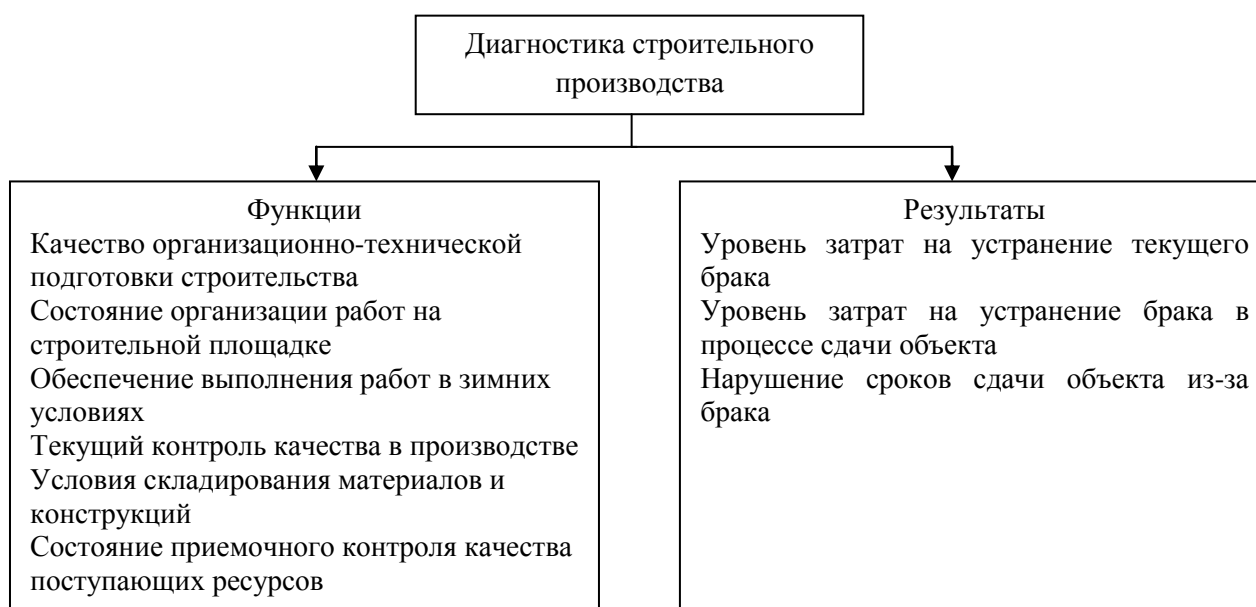 Диагностика строительного
производства
Функции
Качество организационно-технической
подготовки строительства
Состояние организации работ на
строительной площадке
Обеспечение выполнения работ в зимних
условиях
Текущий контроль качества в производстве
Условия складирования материалов и
конструкций
Состояние приемочного контроля качества
поступающих ресурсов
Результаты
Уровень затрат на устранение текущего
брака
Уровень затрат на устранение брака в
процессе сдачи объекта
Нарушение сроков сдачи объекта из-за
брака